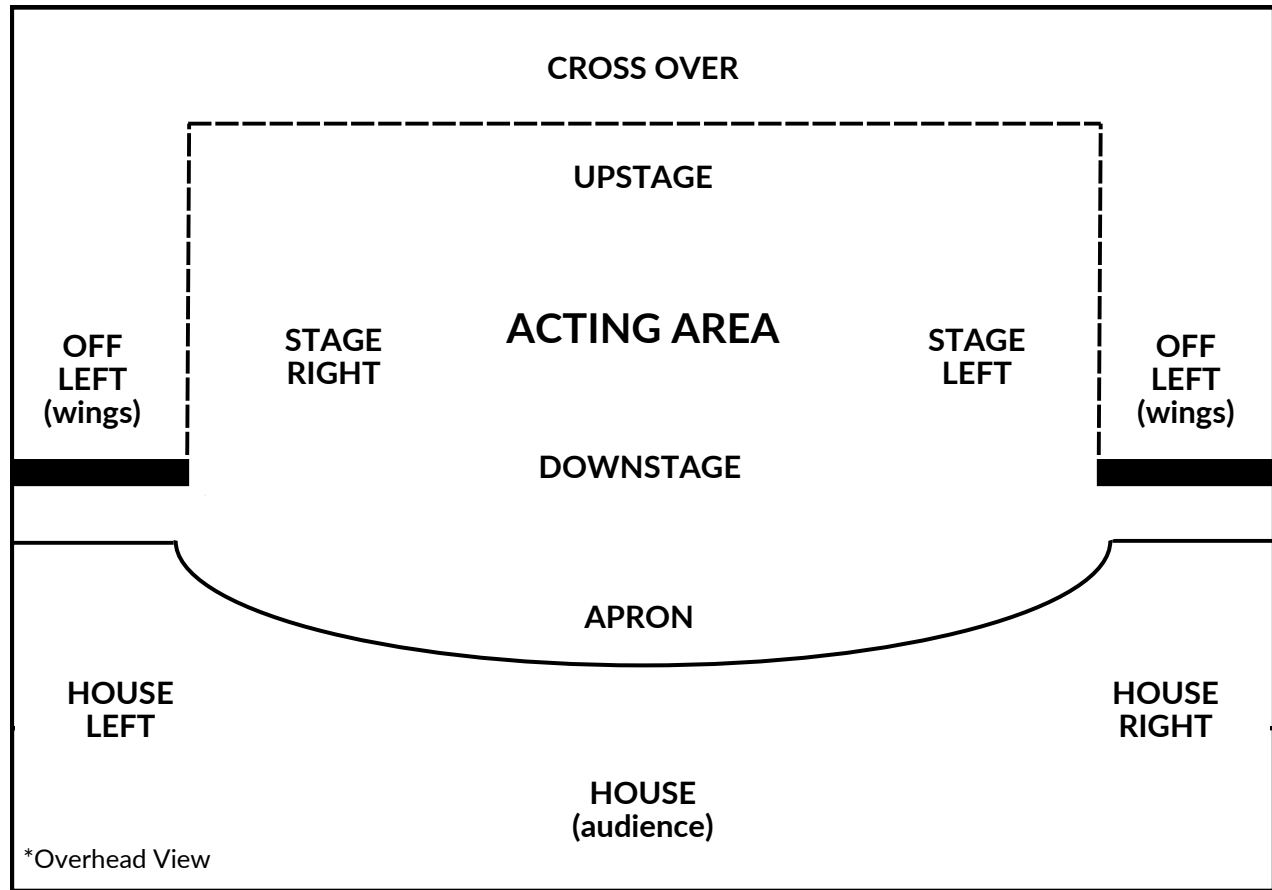 CROSS OVER
UPSTAGE
OFF
LEFT
(wings)
STAGE
RIGHT
ACTING AREA
STAGE
LEFT
OFF
LEFT
(wings)
DOWNSTAGE
APRON
HOUSE
LEFT
HOUSE
RIGHT
HOUSE
(audience)
*Overhead View